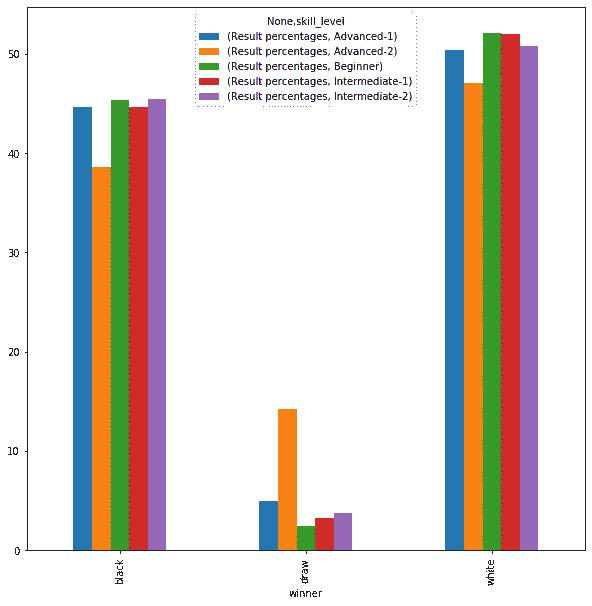 None,skill_level
(Result percentages, Advanced-1)
(Result percentages, Advanced-2)
(Result percentages, Beginner)
(Result percentages, Intermediate-1)
(Result percentages, Intermediate-2)
50
40
30
20
10
0
black
draw
white
winner